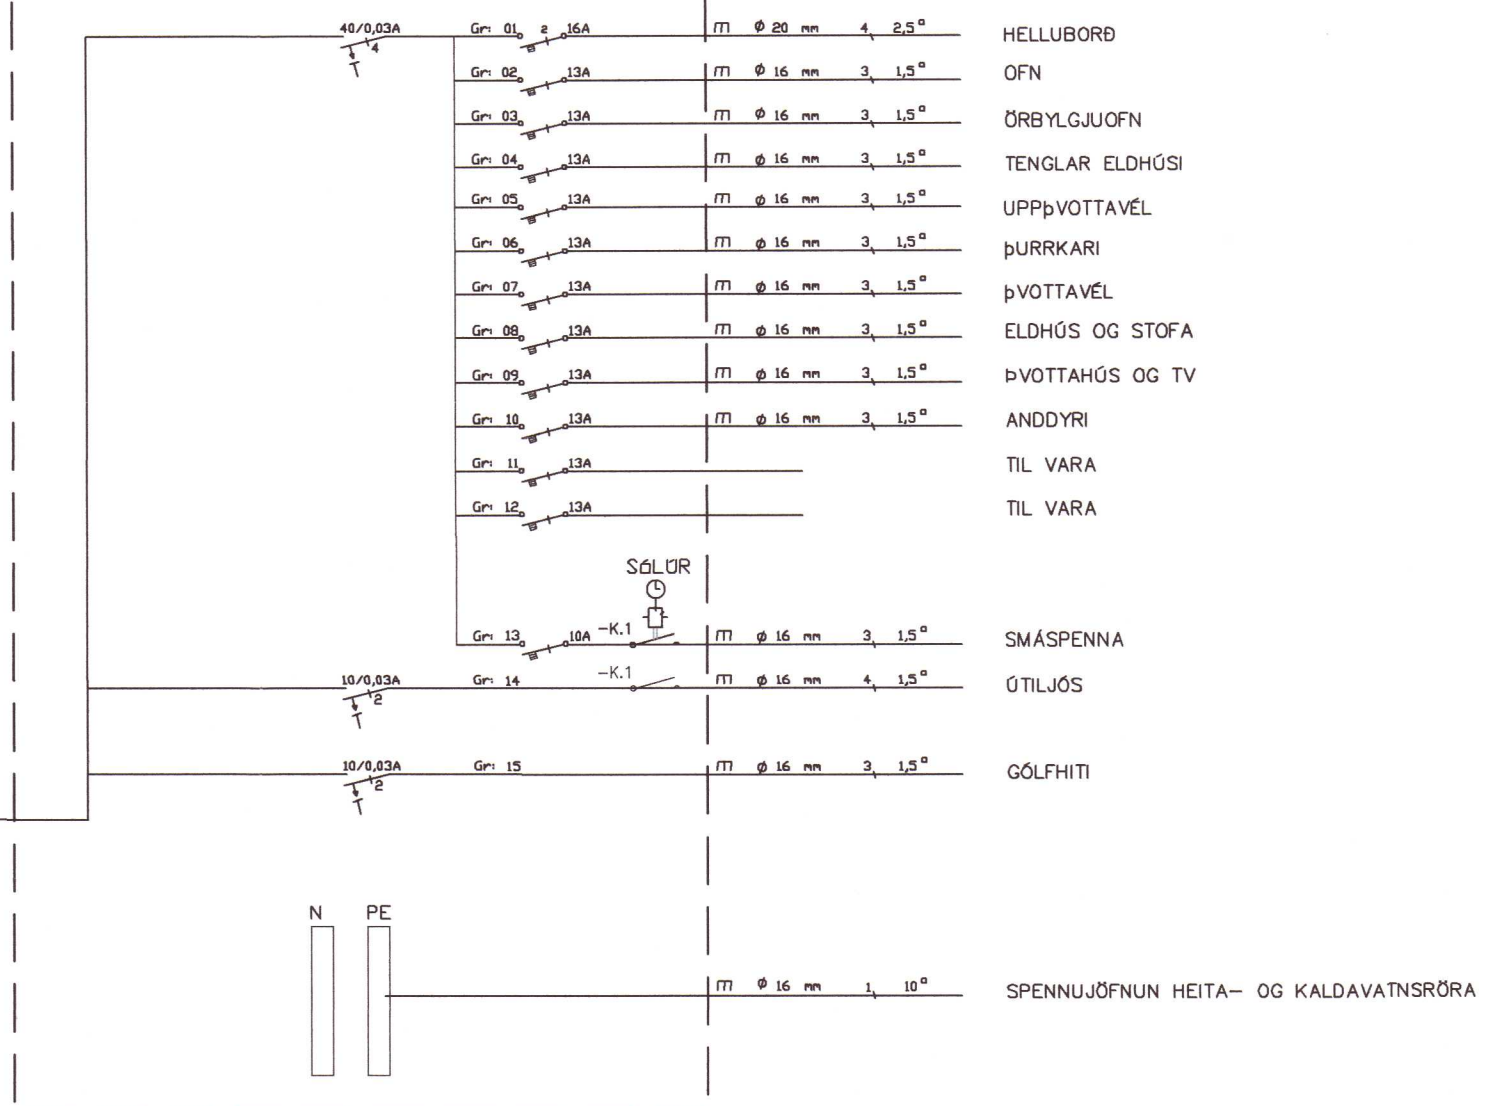 40/0,03A 4 Gr: 01 2 16A m ø 20 mm 4 2,5▫ HELLUBORÐ
Gr: 02 13A m ø 16 mm 3 1,5▫ OFN
Gr: 03 13A m ø 16 mm 3 1,5▫ ÖRBYLGJUOFN
Gr: 04 13A m ø 16 mm 3 1,5▫ TENGLAR ELDHÚSI
Gr: 05 13A m ø 16 mm 3 1,5▫ UPPÞVOTTAVÉL
Gr: 06 13A m ø 16 mm 3 1,5▫ ÞURRKARI
Gr: 07 13A m ø 16 mm 3 1,5▫ ÞVOTTAVÉL
Gr: 08 13A m ø 16 mm 3 1,5▫ ELDHÚS OG STOFA
Gr: 09 13A m ø 16 mm 3 1,5▫ ÞVOTTAHÚS OG TV
Gr: 10 13A m ø 16 mm 3 1,5▫ ANDDYRI
Gr: 11 13A TIL VARA
Gr: 12 13A TIL VARA
SÓLÚR
Gr: 13 10A -K.1 m ø 16 mm 3 1,5▫ SMÁSPENNA
10/0,03A 2 Gr: 14 -K.1 m ø 16 mm 4 1,5▫ ÚTILJÓS
10/0,03A 2 Gr: 15 m ø 16 mm 3 1,5▫ GÓLFHITI
N PE
m ø 16 mm 1 10▫ SPENNUJÖFNUN HEITA- OG KALDAVATNSRÖRA